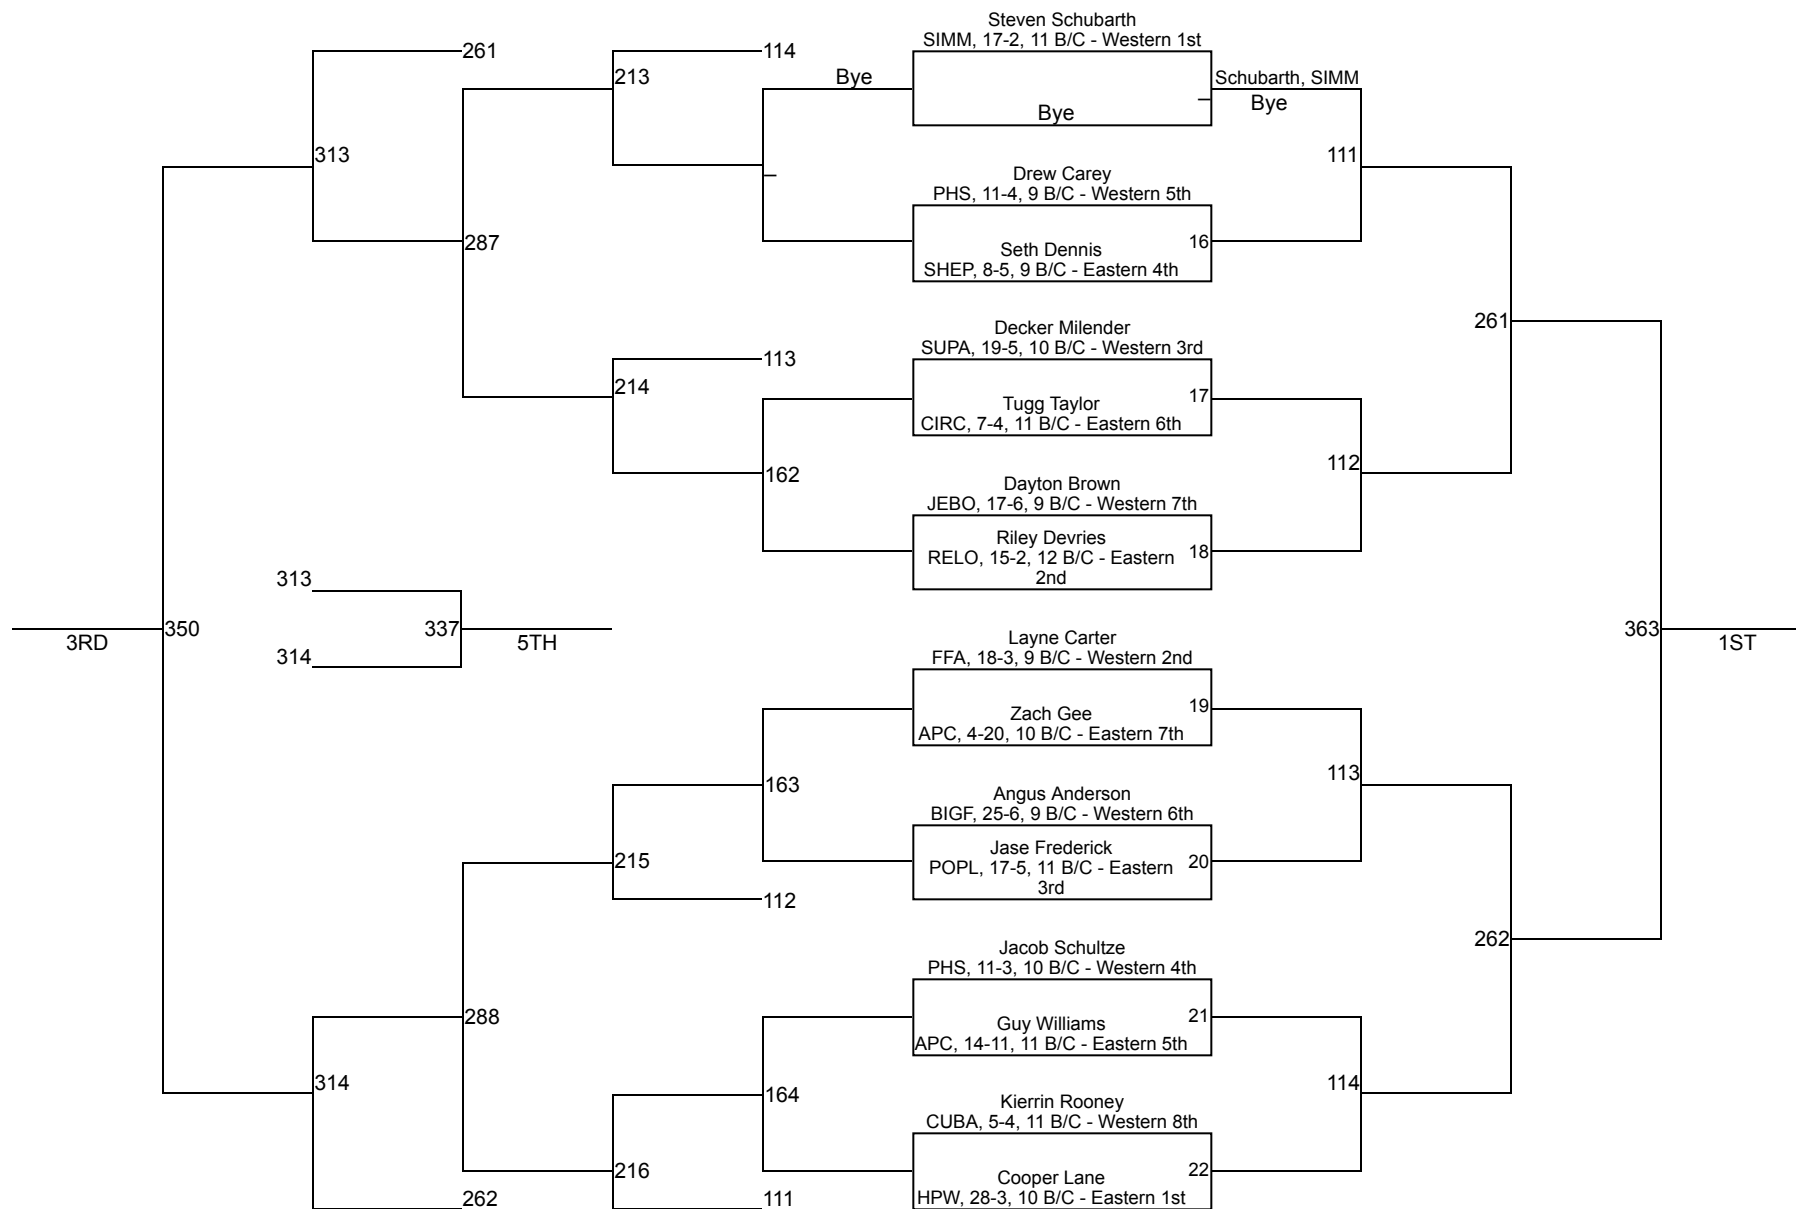 Steven Schubarth
SIMM, 17-2, 11 B/C - Western 1st
261
114
213
Bye
Schubarth, SIMM
Bye
Bye
313
111
Drew Carey
PHS, 11-4, 9 B/C - Western 5th
287
Seth Dennis
16
SHEP, 8-5, 9 B/C - Eastern 4th
261
Decker Milender
SUPA, 19-5, 10 B/C - Western 3rd
113
214
Tugg Taylor
17
CIRC, 7-4, 11 B/C - Eastern 6th
112
162
Dayton Brown
JEBO, 17-6, 9 B/C - Western 7th
Riley Devries
RELO, 15-2, 12 B/C - Eastern
18
2nd
313
350
337
363
3RD
5TH
1ST
314
Layne Carter
FFA, 18-3, 9 B/C - Western 2nd
19
Zach Gee
APC, 4-20, 10 B/C - Eastern 7th
163
113
Angus Anderson
BIGF, 25-6, 9 B/C - Western 6th
Jase Frederick
215
POPL, 17-5, 11 B/C - Eastern
20
3rd
112
262
Jacob Schultze
PHS, 11-3, 10 B/C - Western 4th
288
Guy Williams
21
APC, 14-11, 11 B/C - Eastern 5th
314
164
114
Kierrin Rooney
CUBA, 5-4, 11 B/C - Western 8th
216
22
Cooper Lane
262
111
HPW, 28-3, 10 B/C - Eastern 1st